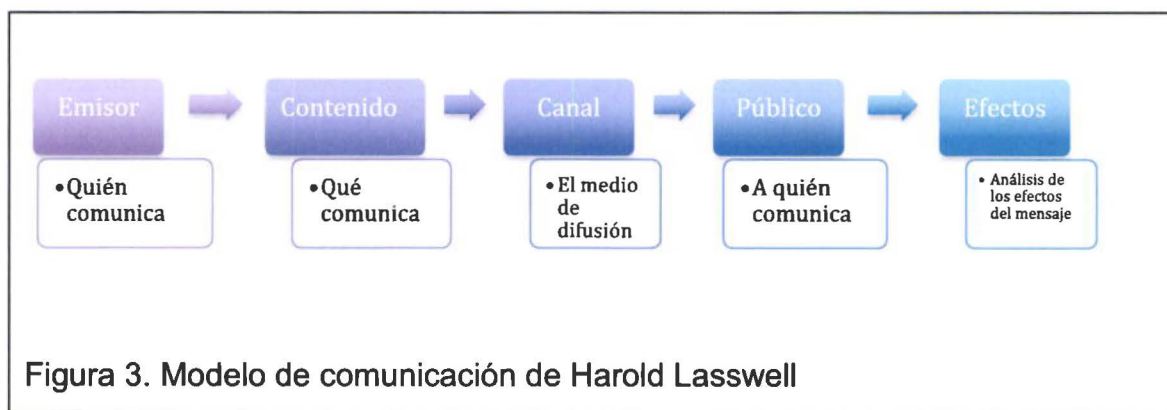 Emisor
•Quién
comunica
Contenido
•Qué
comunica
Canal
• El medio
de
difusión
Público
•A quién
comunica
Efectos
• Análisis de
los efectos
del mensaje
Figura 3. Modelo de comunicación de Harold Lasswell